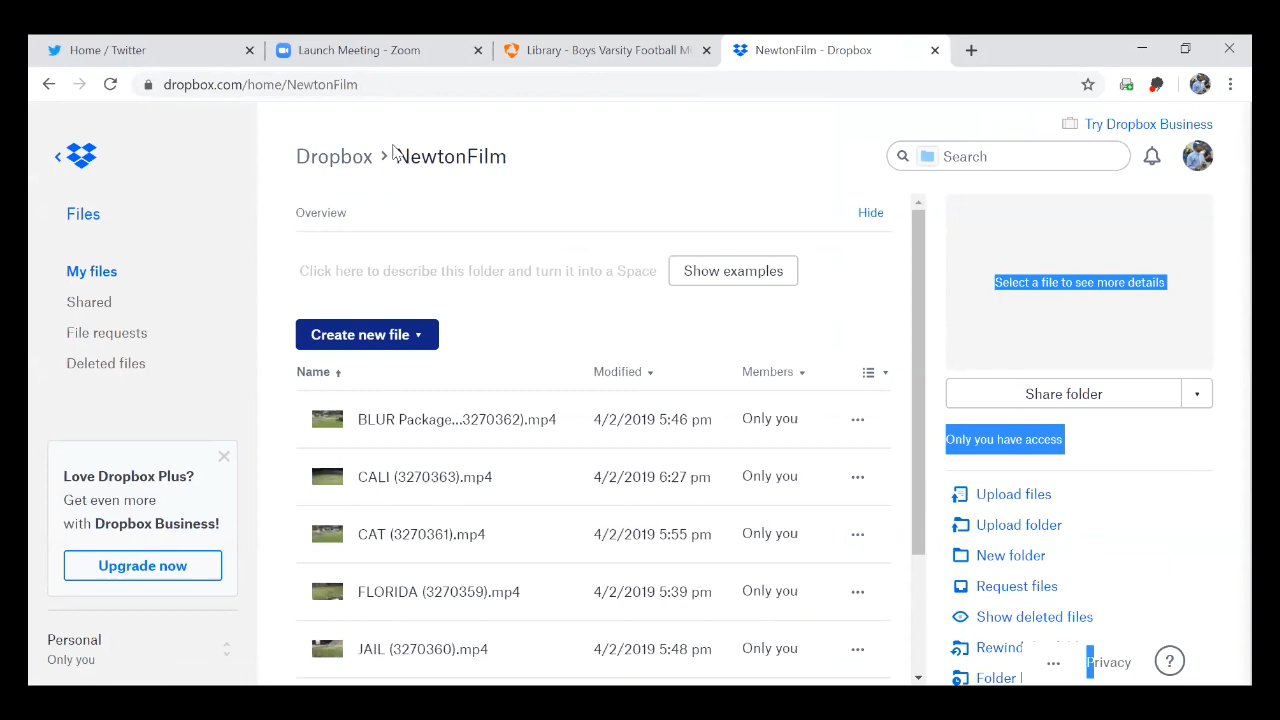 Home / Twitter
Launch Meeting - Zoom
Library - Boys Varsity Football M
NewtonFilm - Dropbox
dropbox.com/home/NewtonFilm
Try Dropbox Business
Dropbox > NewtonFilm
Search
Files
Overview
Hide
My files
Shared
File requests
Deleted files
Click here to describe this folder and turn it into a Space
Show examples
Select a file to see more details
Create new file
Name
Modified
Members
Share folder
BLUR Package...3270362).mp4 4/2/2019 5:46 pm Only you
Only you have access
CALI (3270363).mp4 4/2/2019 6:27 pm Only you
CAT (3270361).mp4 4/2/2019 5:55 pm Only you
FLORIDA (3270359).mp4 4/2/2019 5:39 pm Only you
JAIL (3270360).mp4 4/2/2019 5:48 pm Only you
Upload files
Upload folder
New folder
Request files
Show deleted files
Rewind
Folder
Privacy
?
Love Dropbox Plus?
Get even more
with Dropbox Business!
Upgrade now
Personal
Only you